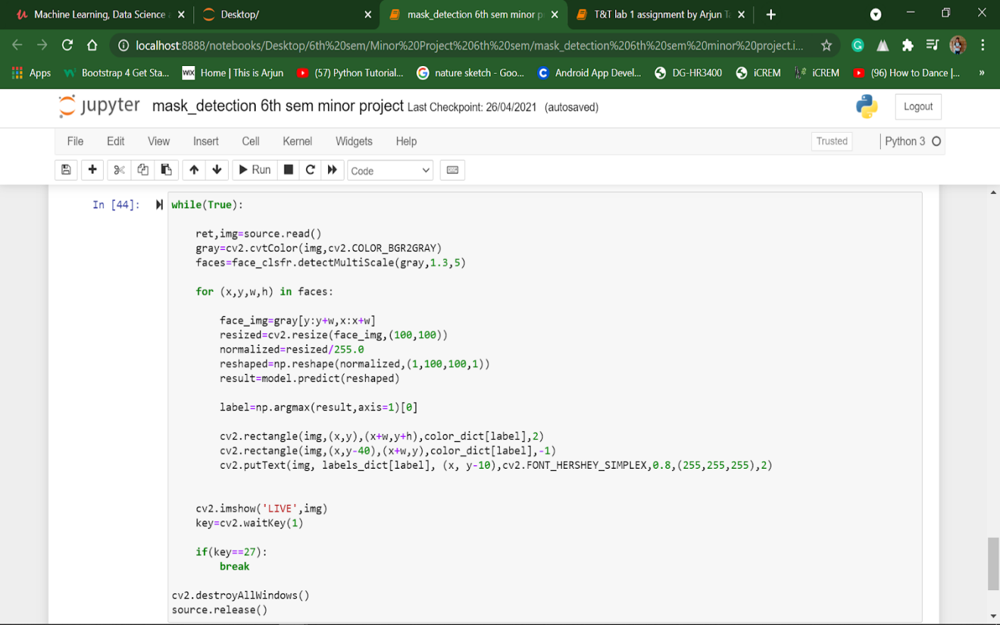 Machine Learning, Data Science a
Desktop/
mask_detection 6th sem minor p
T&T lab 1 assignment by Arjun Ta
localhost:8888/notebooks/Desktop/6th%20sem/Minor%20Project%206th%20sem/mask_detection%206th%20sem%20minor%20project.i...
Apps
Bootstrap 4 Get Sta...
WIX Home | This is Arjun
(57) Python Tutorial...
nature sketch - Goo...
Android App Devel...
DG-HR3400
iCREM
iCREM
(96) How to Dance |...
»
jupyter mask_detection 6th sem minor project Last Checkpoint: 26/04/2021 (autosaved)
Logout
File Edit View Insert Cell Kernel Widgets Help
Trusted
Python 3
Run
Code
In [44]:
while(True):
ret,img=source.read()
gray=cv2.cvtColor(img,cv2.COLOR_BGR2GRAY)
faces=face_clsfr.detectMultiScale(gray,1.3,5)
for (x,y,w,h) in faces:
face_img=gray[y:y+w,x:x+w]
resized=cv2.resize(face_img,(100,100))
normalized=resized/255.0
reshaped=np.reshape(normalized,(1,100,100,1))
result=model.predict(reshaped)
label=np.argmax(result,axis=1)[0]
cv2.rectangle(img,(x,y),(x+w,y+h),color_dict[label],2)
cv2.rectangle(img,(x,y-40),(x+w,y),color_dict[label],-1)
cv2.putText(img, labels_dict[label], (x, y-10),cv2.FONT_HERSHEY_SIMPLEX,0.8,(255,255,255),2)
cv2.imshow('LIVE',img)
key=cv2.waitKey(1)
if(key==27):
break
cv2.destroyAllWindows()
source.release()